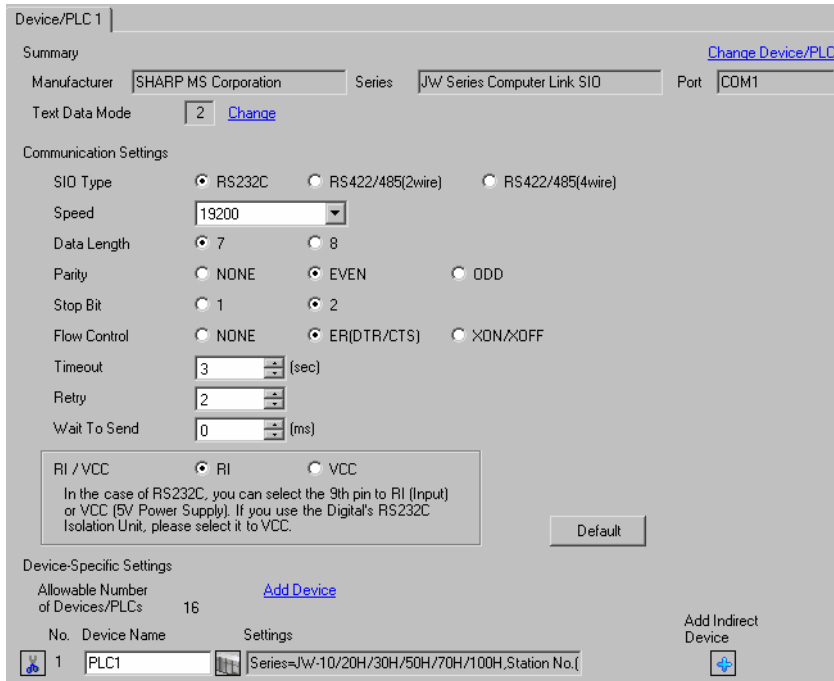 Device/PLC 1
Summary
Change Device/PLC
Manufacturer SHARP MS Corporation Series JW Series Computer Link SIO Port COM1
Text Data Mode 2 Change
Communication Settings
SIO Type RS232C RS422/485(2wire) RS422/485(4wire)
Speed 19200
Data Length 7 8
Parity NONE EVEN ODD
Stop Bit 1 2
Flow Control NONE ER(DTR/CTS) XON/XOFF
Timeout 3 (sec)
Retry 2
Wait To Send 0 (ms)
RI / VCC RI VCC
In the case of RS232C, you can select the 9th pin to RI (Input)
or VCC (5V Power Supply). If you use the Digital's RS232C
Isolation Unit, please select it to VCC.
Default
Device-Specific Settings
Allowable Number
of Devices/PLCs 16
Add Device
Add Indirect
Device
No. Device Name Settings
1 PLC1 Series=JW-10/20H/30H/50H/70H/100H,Station No.(